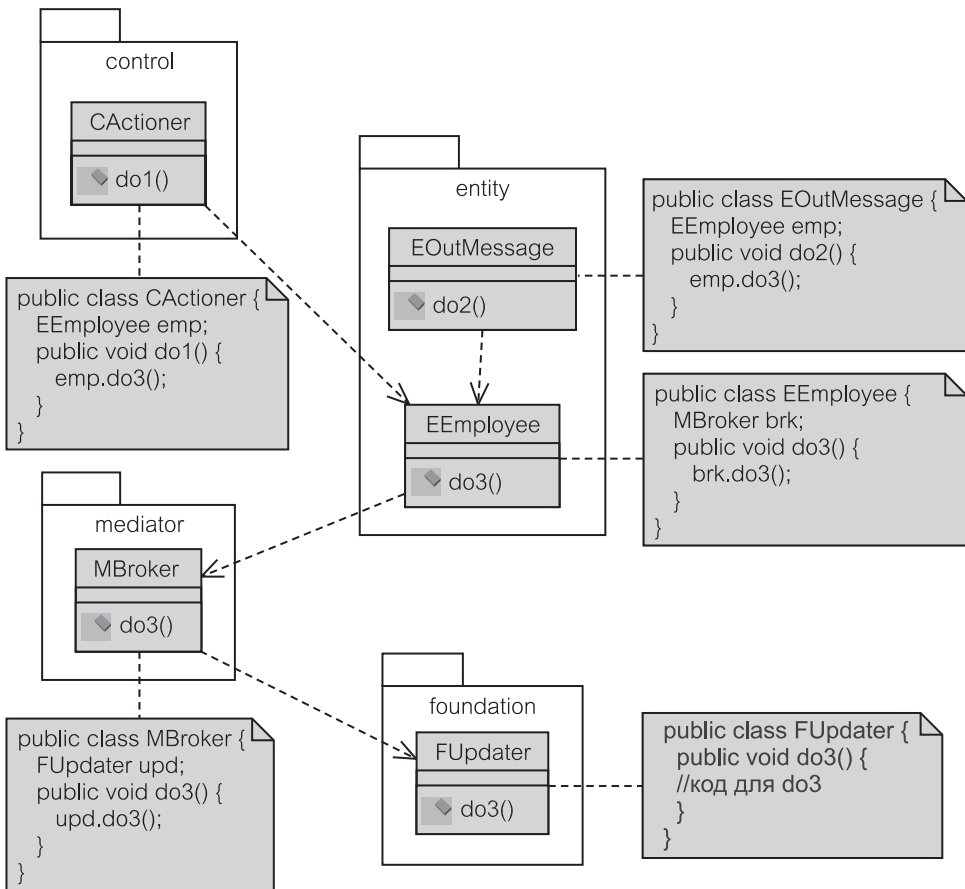 control
CActioner
do1()
public class CActioner {
EEmployee emp;
public void do1() {
emp.do3();
}
}
entity
EOutMessage
do2()
EEmployee
do3()
public class EOutMessage {
EEmployee emp;
public void do2() {
emp.do3();
}
}
public class EEmployee {
MBroker brk;
public void do3() {
brk.do3();
}
}
mediator
MBroker
do3()
public class MBroker {
FUpdater upd;
public void do3() {
upd.do3();
}
}
foundation
FUpdater
do3()
public class FUpdater {
public void do3() {
//код для do3
}
}